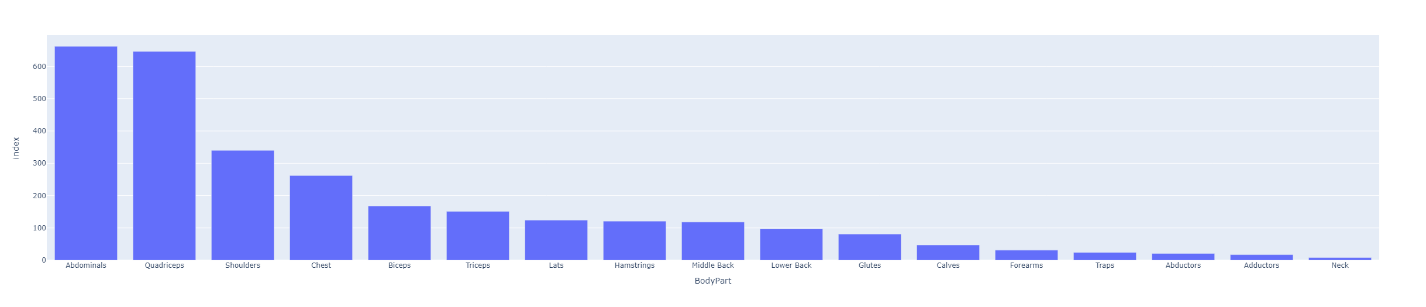 Index
600
500
400
300
200
100
0
Abdominals Quadriceps Shoulders Chest Biceps Triceps Lats Hamstrings Middle Back Lower Back Glutes Calves Forearms Traps Abductors Adductors Neck
BodyPart